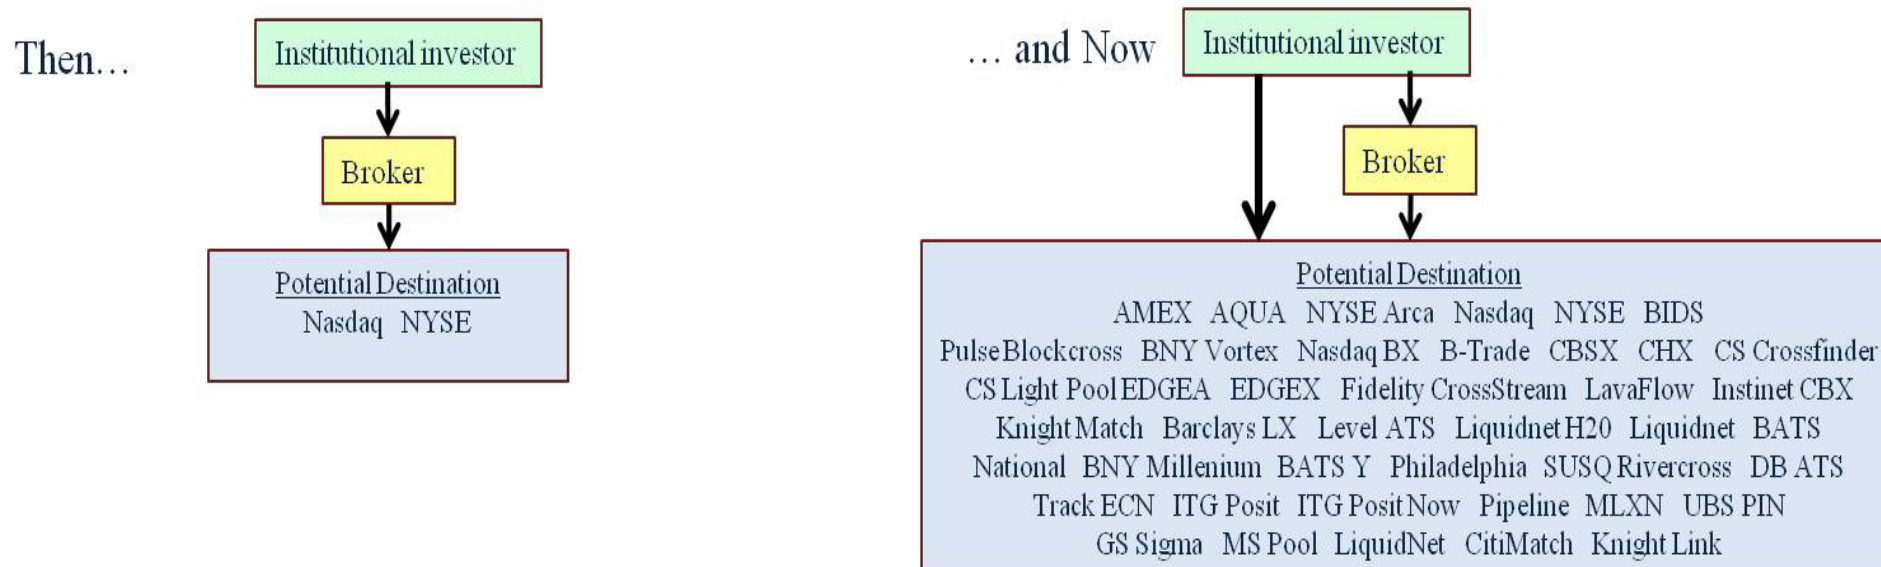 Then…
Institutional investor
Broker
Potential Destination
Nasdaq NYSE
… and Now
Institutional investor
Broker
Potential Destination
AMEX AQUA NYSE Arca Nasdaq NYSE BIDS
Pulse Blockcross BNY Vortex Nasdaq BX B-Trade CBSX CHX CS Crossfinder
CS Light Pool EDGEA EDGEX Fidelity CrossStream LavaFlow Instinet CBX
Knight Match Barclays LX Level ATS Liquidnet H20 Liquidnet BATS
National BNY Millenium BATS Y Philadelphia SUSQ Rivercross DB ATS
Track ECN ITG Posit ITG Posit Now Pipeline MLXN UBS PIN
GS Sigma MS Pool LiquidNet CitiMatch Knight Link